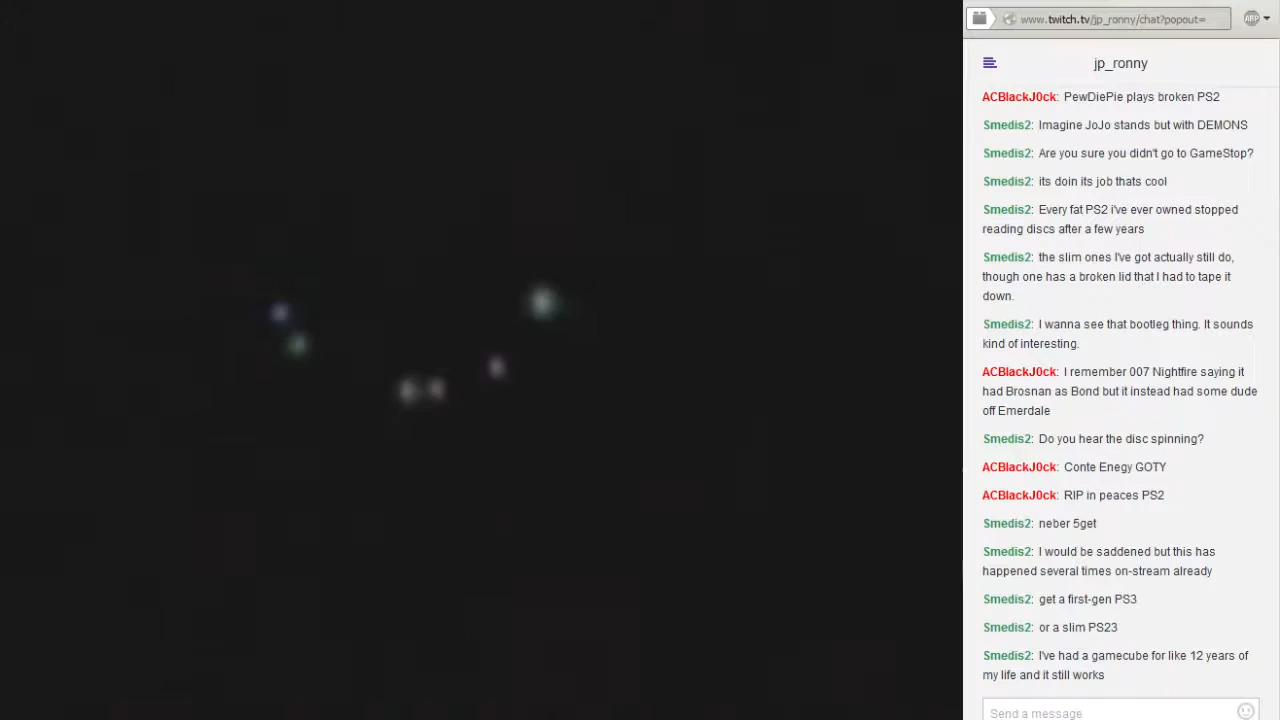 www.twitch.tv/jp_ronny/chat?popout=
ABP
jp_ronny
ACBlackJ0ck: PewDiePie plays broken PS2
Smedis2: Imagine JoJo stands but with DEMONS
Smedis2: Are you sure you didn't go to GameStop?
Smedis2: its doin its job thats cool
Smedis2: Every fat PS2 i've ever owned stopped
reading discs after a few years
Smedis2: the slim ones I've got actually still do,
though one has a broken lid that I had to tape it
down.
Smedis2: I wanna see that bootleg thing. It sounds
kind of interesting.
ACBlackJ0ck: I remember 007 Nightfire saying it
had Brosnan as Bond but it instead had some dude
off Emerdale
Smedis2: Do you hear the disc spinning?
ACBlackJ0ck: Conte Enegy GOTY
ACBlackJ0ck: RIP in peaces PS2
Smedis2: neber 5get
Smedis2: I would be saddened but this has
happened several times on-stream already
Smedis2: get a first-gen PS3
Smedis2: or a slim PS23
Smedis2: I've had a gamecube for like 12 years of
my life and it still works
Send a message